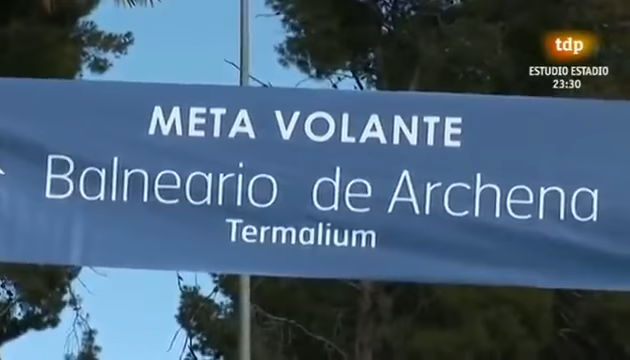 tdp
ESTUDIO ESTADIO
23:30
META VOLANTE
Balneario de Archena
Termalium